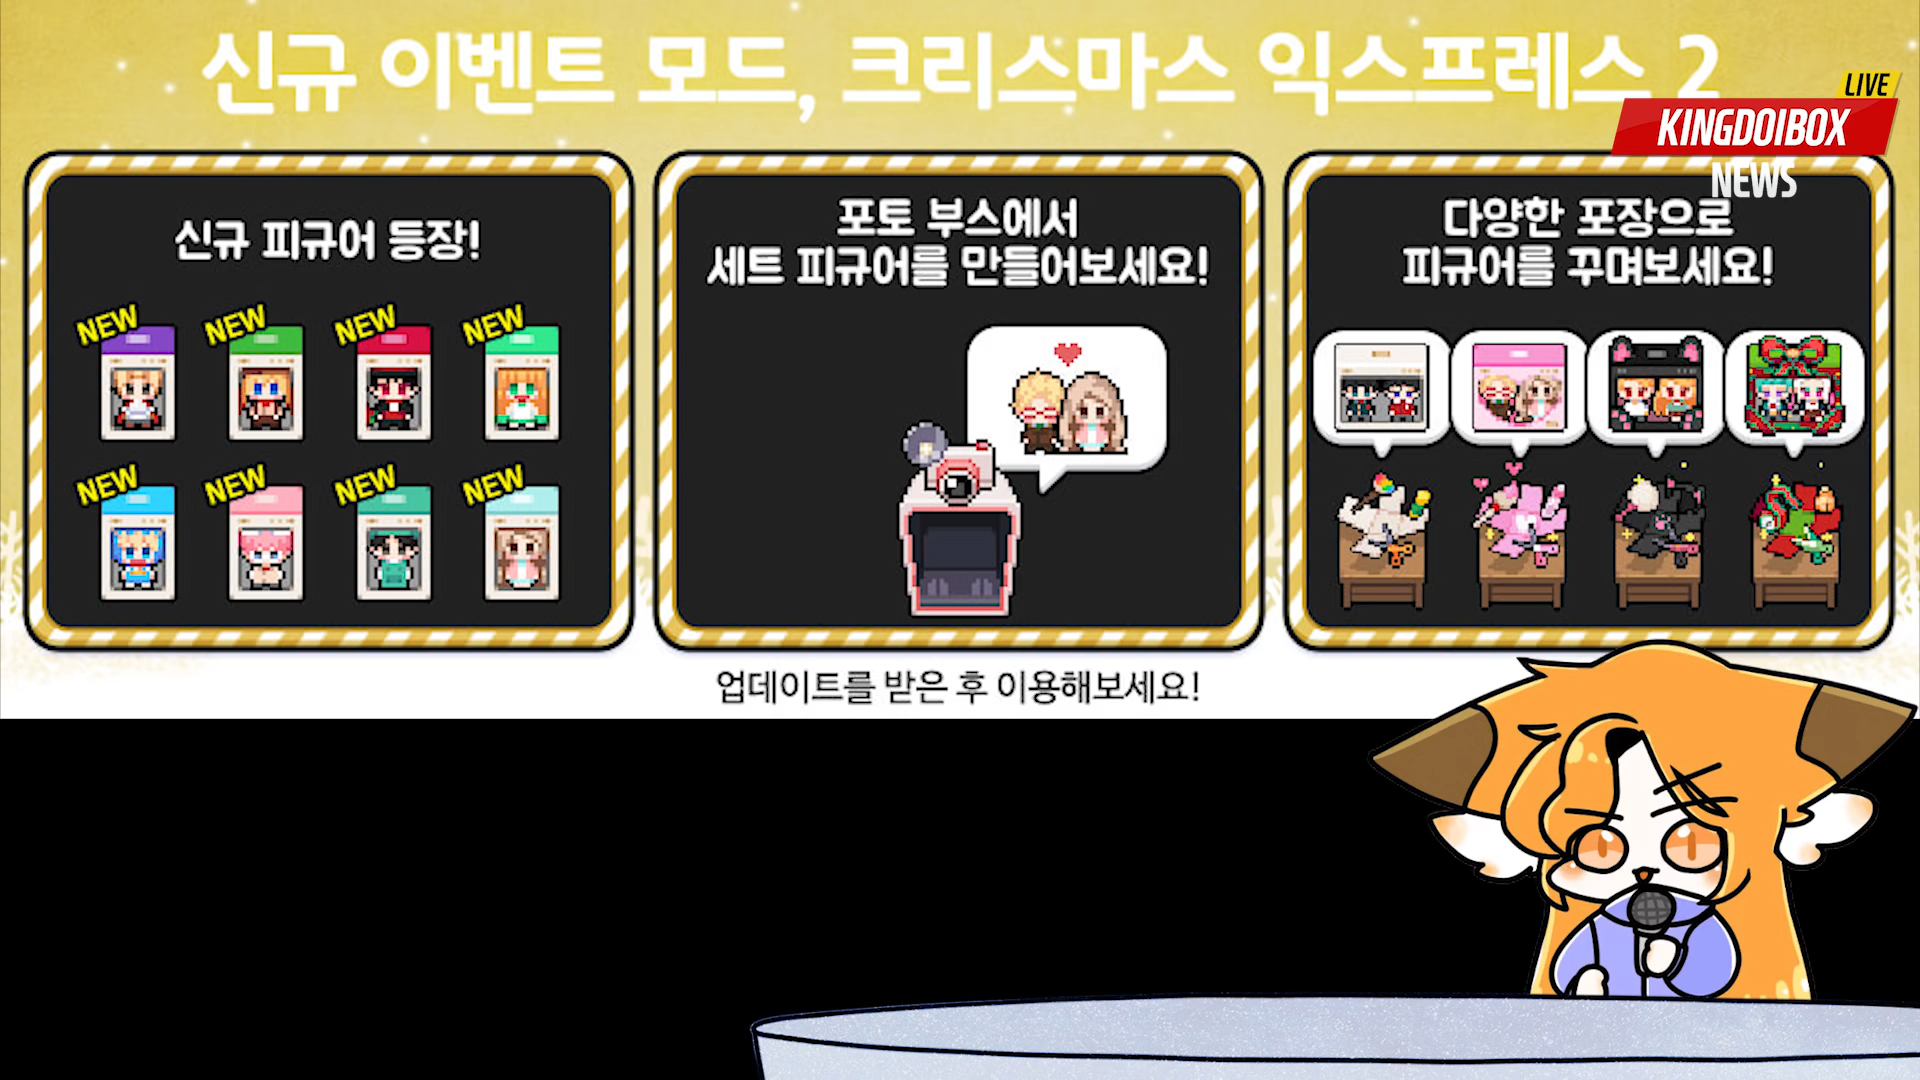 신규 이벤트 모드, 크리스마스 익스프레스 2
LIVE
KINGDOIBOX
NEWS
신규 피규어 등장!
NEW
NEW
NEW
NEW
NEW
NEW
NEW
NEW
포토 부스에서
세트 피규어를 만들어보세요!
다양한 포장으로
피규어를 꾸며보세요!
업데이트를 받은 후 이용해보세요!